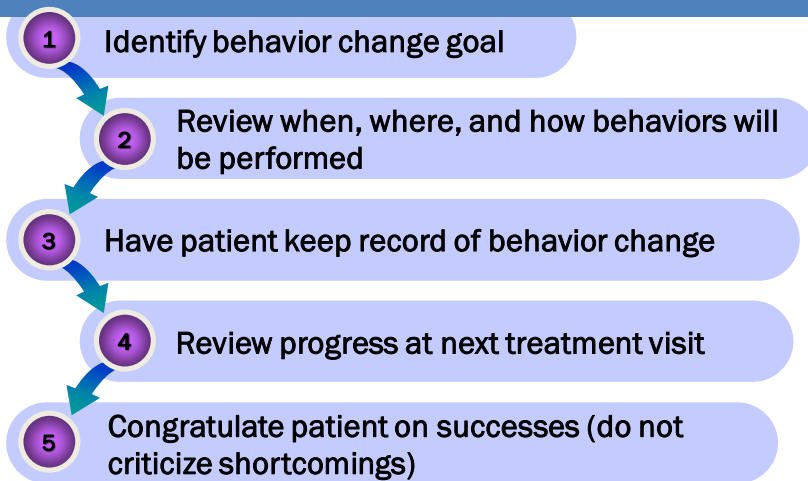 1 Identify behavior change goal
2 Review when, where, and how behaviors will
be performed
3 Have patient keep record of behavior change
4 Review progress at next treatment visit
5 Congratulate patient on successes (do not
criticize shortcomings)